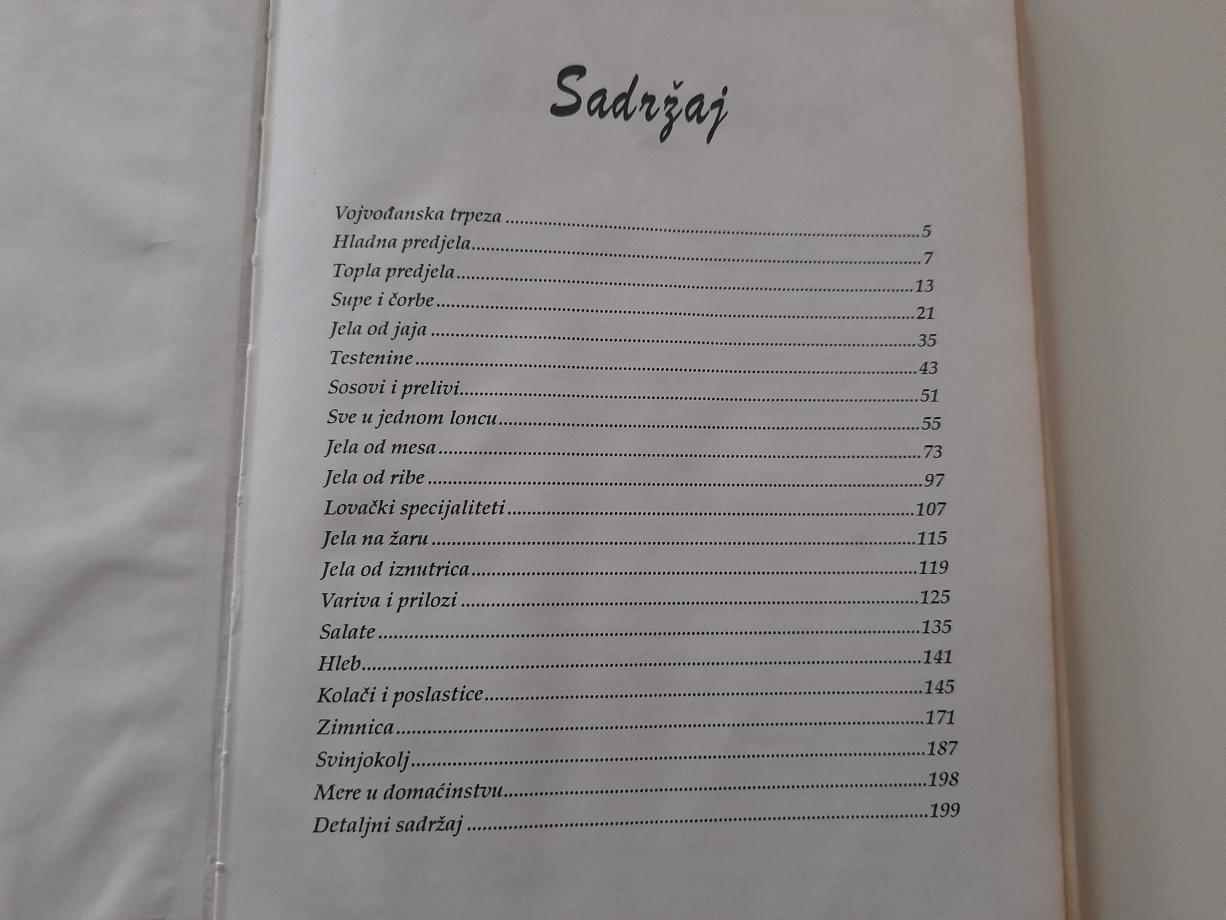 Sadržaj
Vojvođanska trpeza ........ 5
Hladna predjela ........ 7
Topla predjela ........ 13
Supe i čorbe ........ 21
Jela od jaja ........ 35
Testenine ........ 43
Sosovi i prelivi ........ 51
Sve u jednom loncu ........ 55
Jela od mesa ........ 73
Jela od ribe ........ 97
Lovački specijaliteti ........ 107
Jela na žaru ........ 115
Jela od iznutrica ........ 119
Variva i prilozi ........ 125
Salate ........ 135
Hleb ........ 141
Kolači i poslastice ........ 145
Zimnica ........ 171
Svinjokolj ........ 187
Mere u domaćinstvu ........ 198
Detaljni sadržaj ........ 199